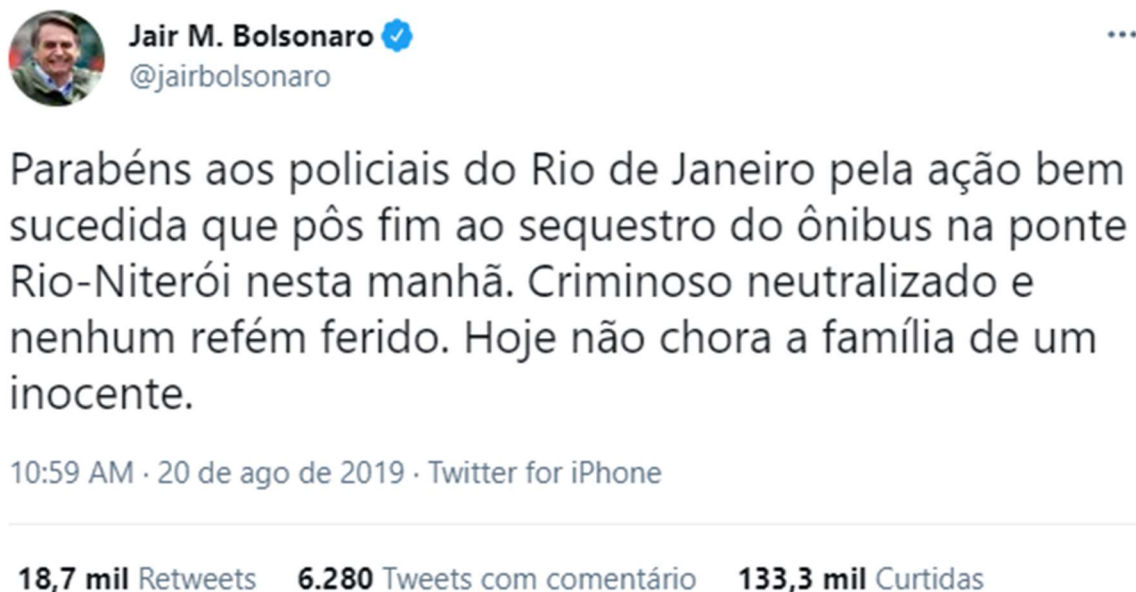 Jair M. Bolsonaro
@jairbolsonaro
Parabéns aos policiais do Rio de Janeiro pela ação bem
sucedida que pôs fim ao sequestro do ônibus na ponte
Rio-Niterói nesta manhã. Criminoso neutralizado e
nenhum refém ferido. Hoje não chora a família de um
inocente.
10:59 AM · 20 de ago de 2019 · Twitter for iPhone
18,7 mil Retweets 6.280 Tweets com comentário 133,3 mil Curtidas